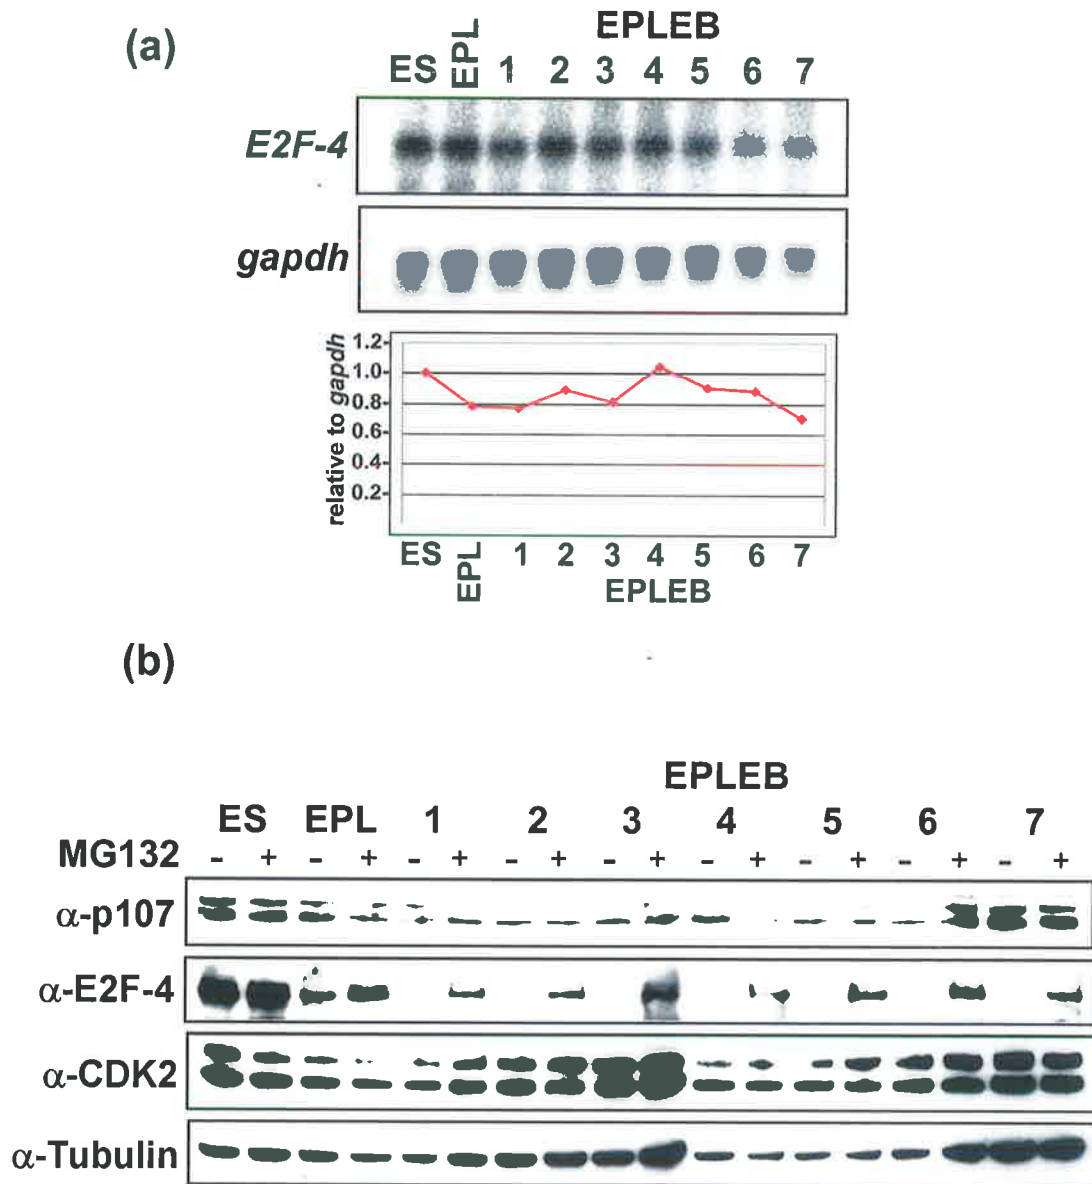 (a)
EPLEB
ES EPL 1 2 3 4 5 6 7
E2F-4
gapdh
relative to gapdh
1.2-
1.0-
0.8-
0.6-
0.4-
0.2-
ES EPL 1 2 3 4 5 6 7
EPLEB
(b)
EPLEB
ES EPL 1 2 3 4 5 6 7
MG132 - + - + - + - + - + - + - + - + - +
α-p107
α-E2F-4
α-CDK2
α-Tubulin